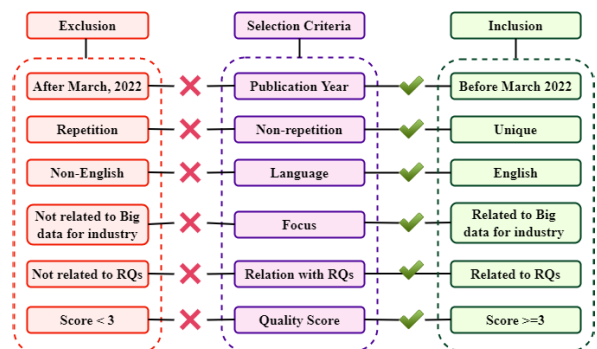 Exclusion Selection Criteria Inclusion
After March, 2022 Publication Year Before March 2022
Repetition Non-repetition Unique
Non-English Language English
Not related to Big
data for industry
Focus
Related to Big
data for industry
Not related to RQs Relation with RQs Related to RQs
Score < 3 Quality Score Score >=3